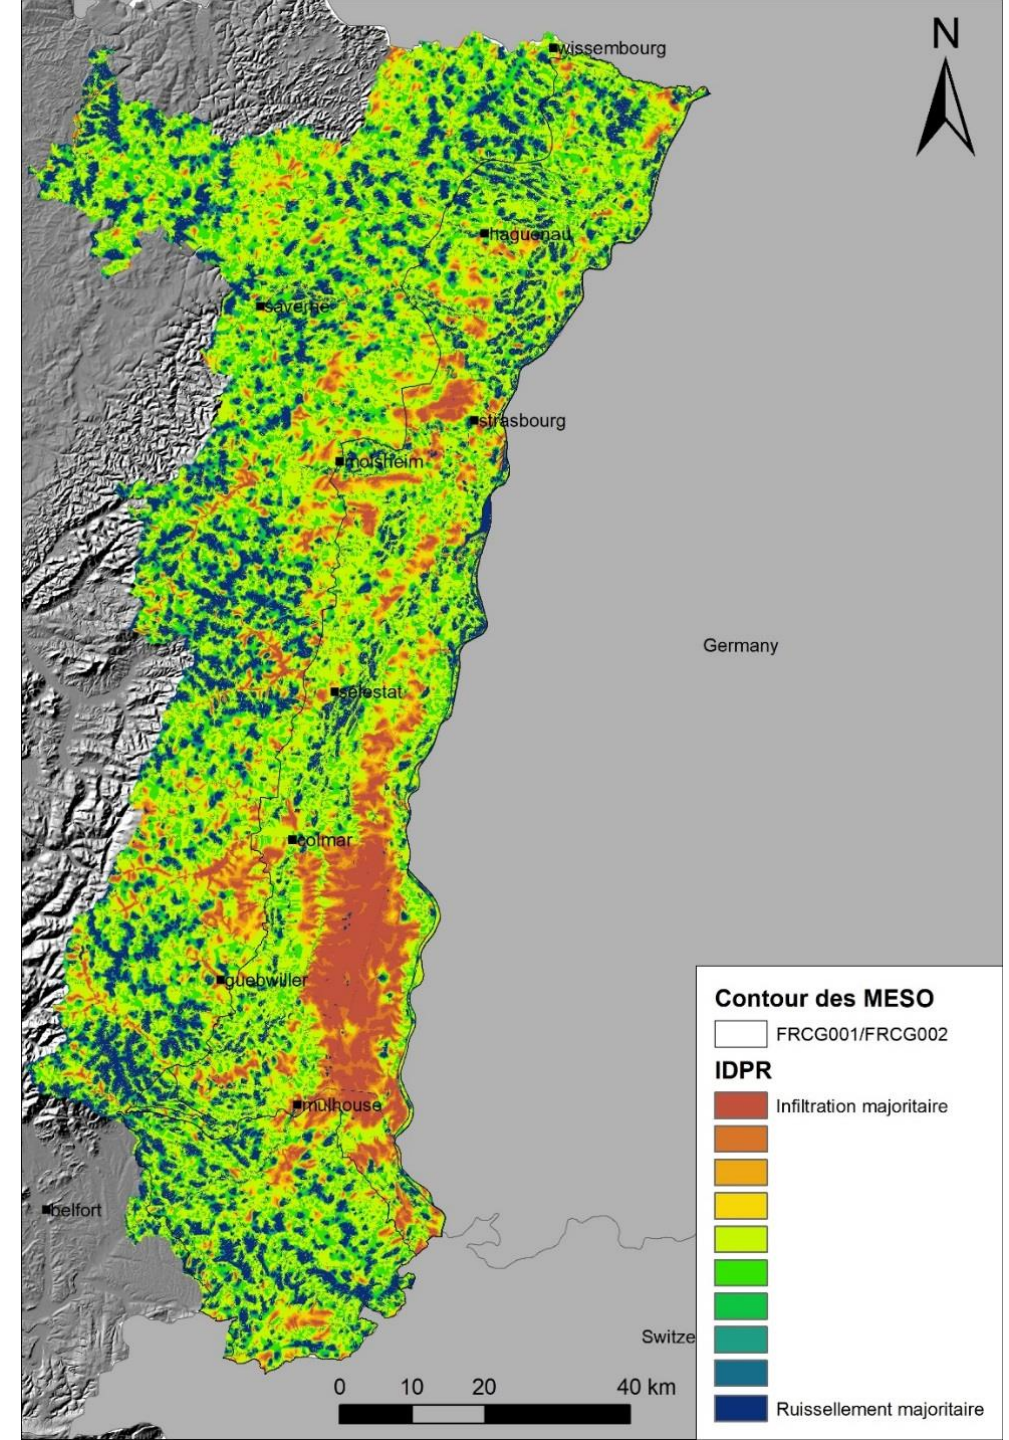 N
wissembourg
haguenau
saverne
strasbourg
molsheim
Germany
selestat
colmar
guebwiller
mulhouse
belfort
Switze
0 10 20 40 km
Contour des MESO
FRCG001/FRCG002
IDPR
Infiltration majoritaire
Ruissellement majoritaire